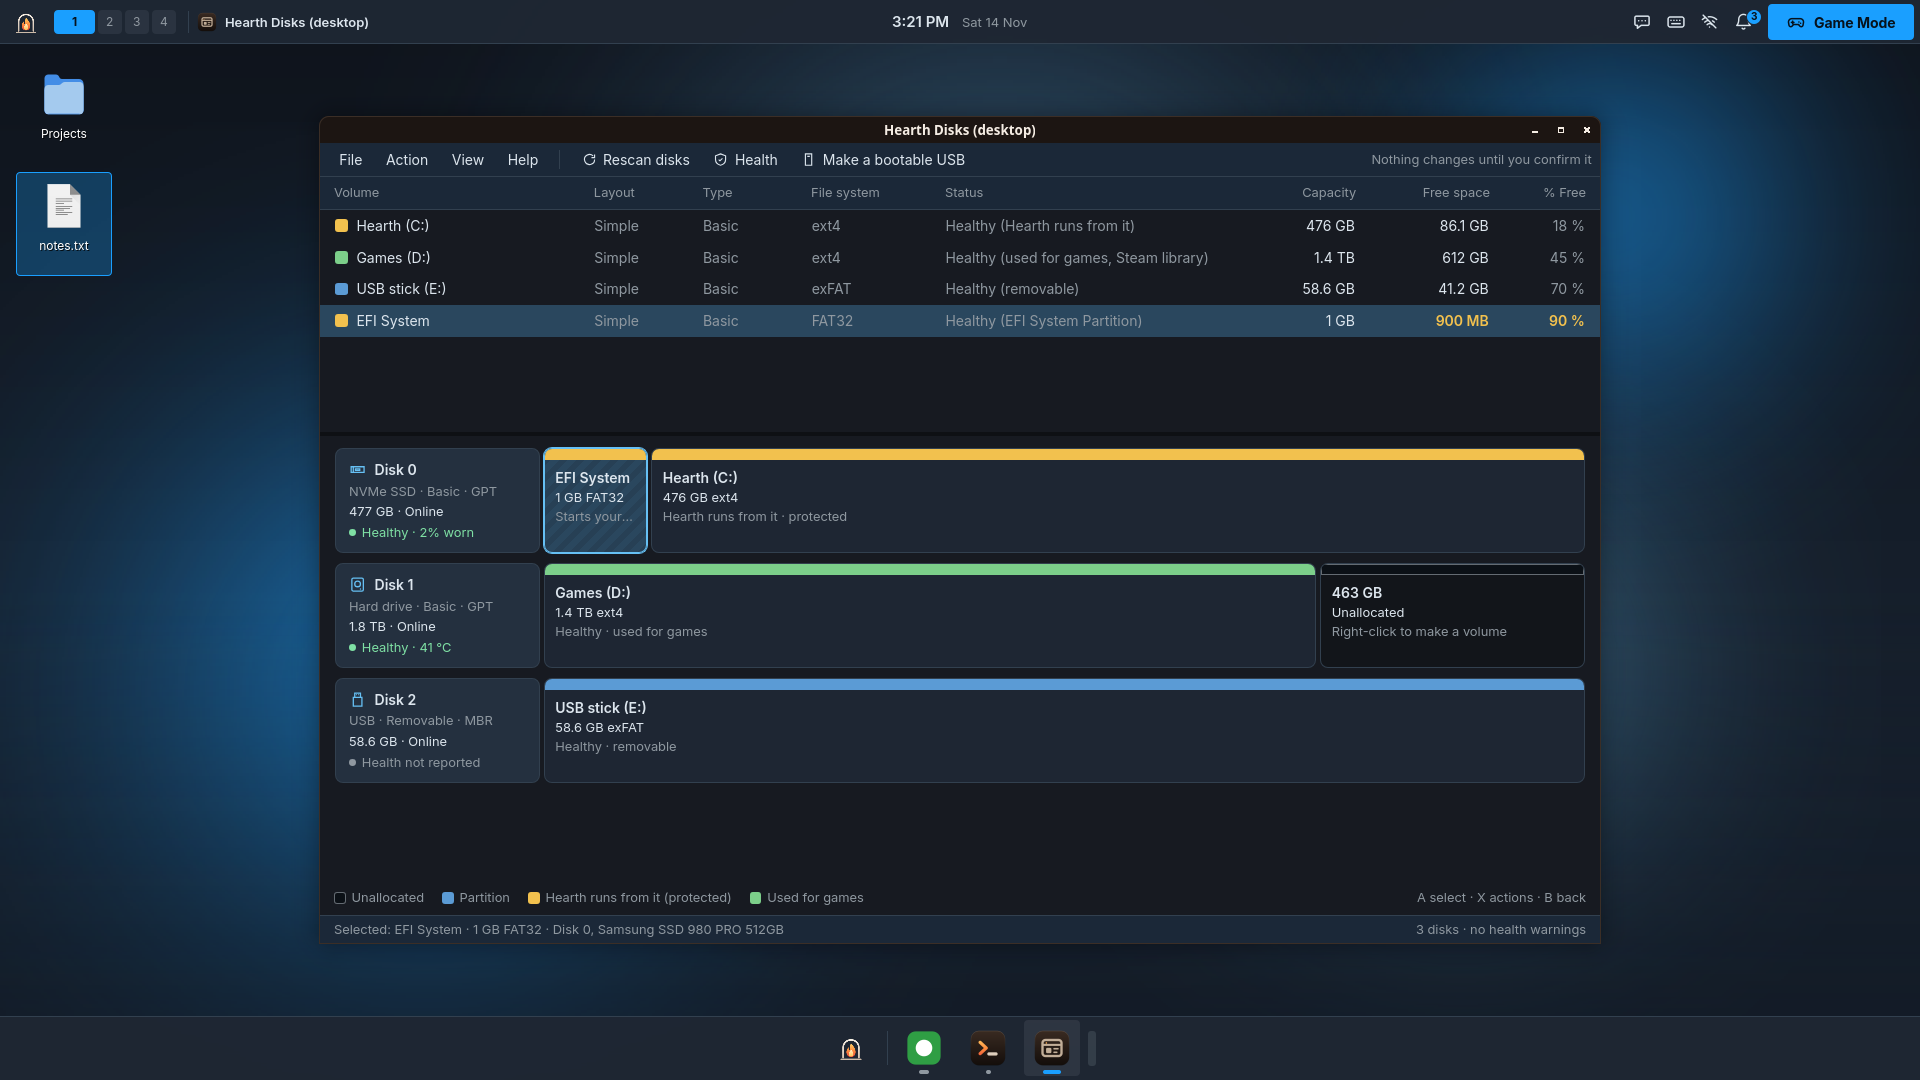 1 2 3 4 Hearth Disks (desktop) 3:21 PM Sat 14 Nov 3 Game Mode
Projects
notes.txt
Hearth Disks (desktop)
File Action View Help Rescan disks Health Make a bootable USB Nothing changes until you confirm it
Volume Layout Type File system Status Capacity Free space % Free
Hearth (C:) Simple Basic ext4 Healthy (Hearth runs from it) 476 GB 86.1 GB 18 %
Games (D:) Simple Basic ext4 Healthy (used for games, Steam library) 1.4 TB 612 GB 45 %
USB stick (E:) Simple Basic exFAT Healthy (removable) 58.6 GB 41.2 GB 70 %
EFI System Simple Basic FAT32 Healthy (EFI System Partition) 1 GB 900 MB 90 %
Disk 0
NVMe SSD · Basic · GPT
477 GB · Online
Healthy · 2% worn
EFI System
1 GB FAT32
Starts your...
Hearth (C:)
476 GB ext4
Hearth runs from it · protected
Disk 1
Hard drive · Basic · GPT
1.8 TB · Online
Healthy · 41 °C
Games (D:)
1.4 TB ext4
Healthy · used for games
463 GB
Unallocated
Right-click to make a volume
Disk 2
USB · Removable · MBR
58.6 GB · Online
Health not reported
USB stick (E:)
58.6 GB exFAT
Healthy · removable
Unallocated Partition Hearth runs from it (protected) Used for games A select · X actions · B back
Selected: EFI System · 1 GB FAT32 · Disk 0, Samsung SSD 980 PRO 512GB 3 disks · no health warnings